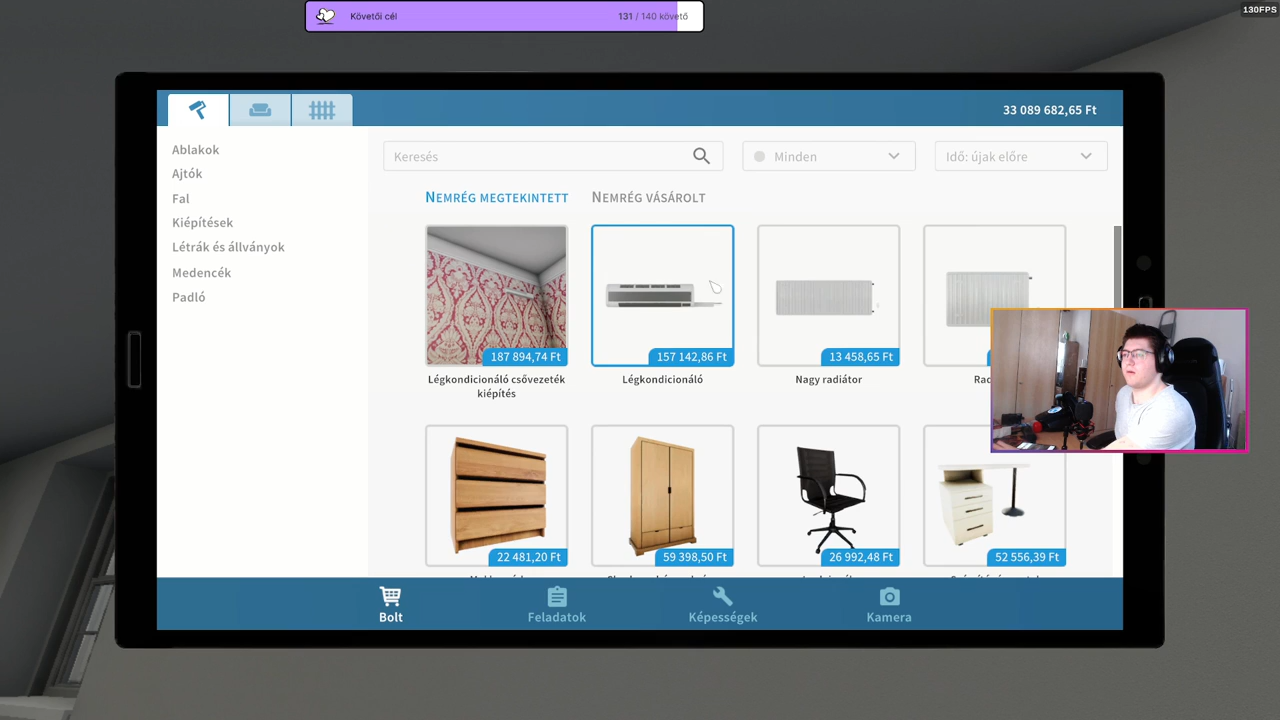 Követői cél
131 / 140 követő
130FPS
33 089 682,65 Ft
Ablakok
Ajtók
Fal
Kiépítések
Létrák és állványok
Medencék
Padló
Keresés
Minden
Idő: újak előre
NEMRÉG MEGTEKINTETT
NEMRÉG VÁSÁROLT
187 894,74 Ft
Légkondicionáló csővezeték
kiépítés
157 142,86 Ft
Légkondicionáló
13 458,65 Ft
Nagy radiátor
22 481,20 Ft
59 398,50 Ft
26 992,48 Ft
52 556,39 Ft
Bolt
Feladatok
Képességek
Kamera